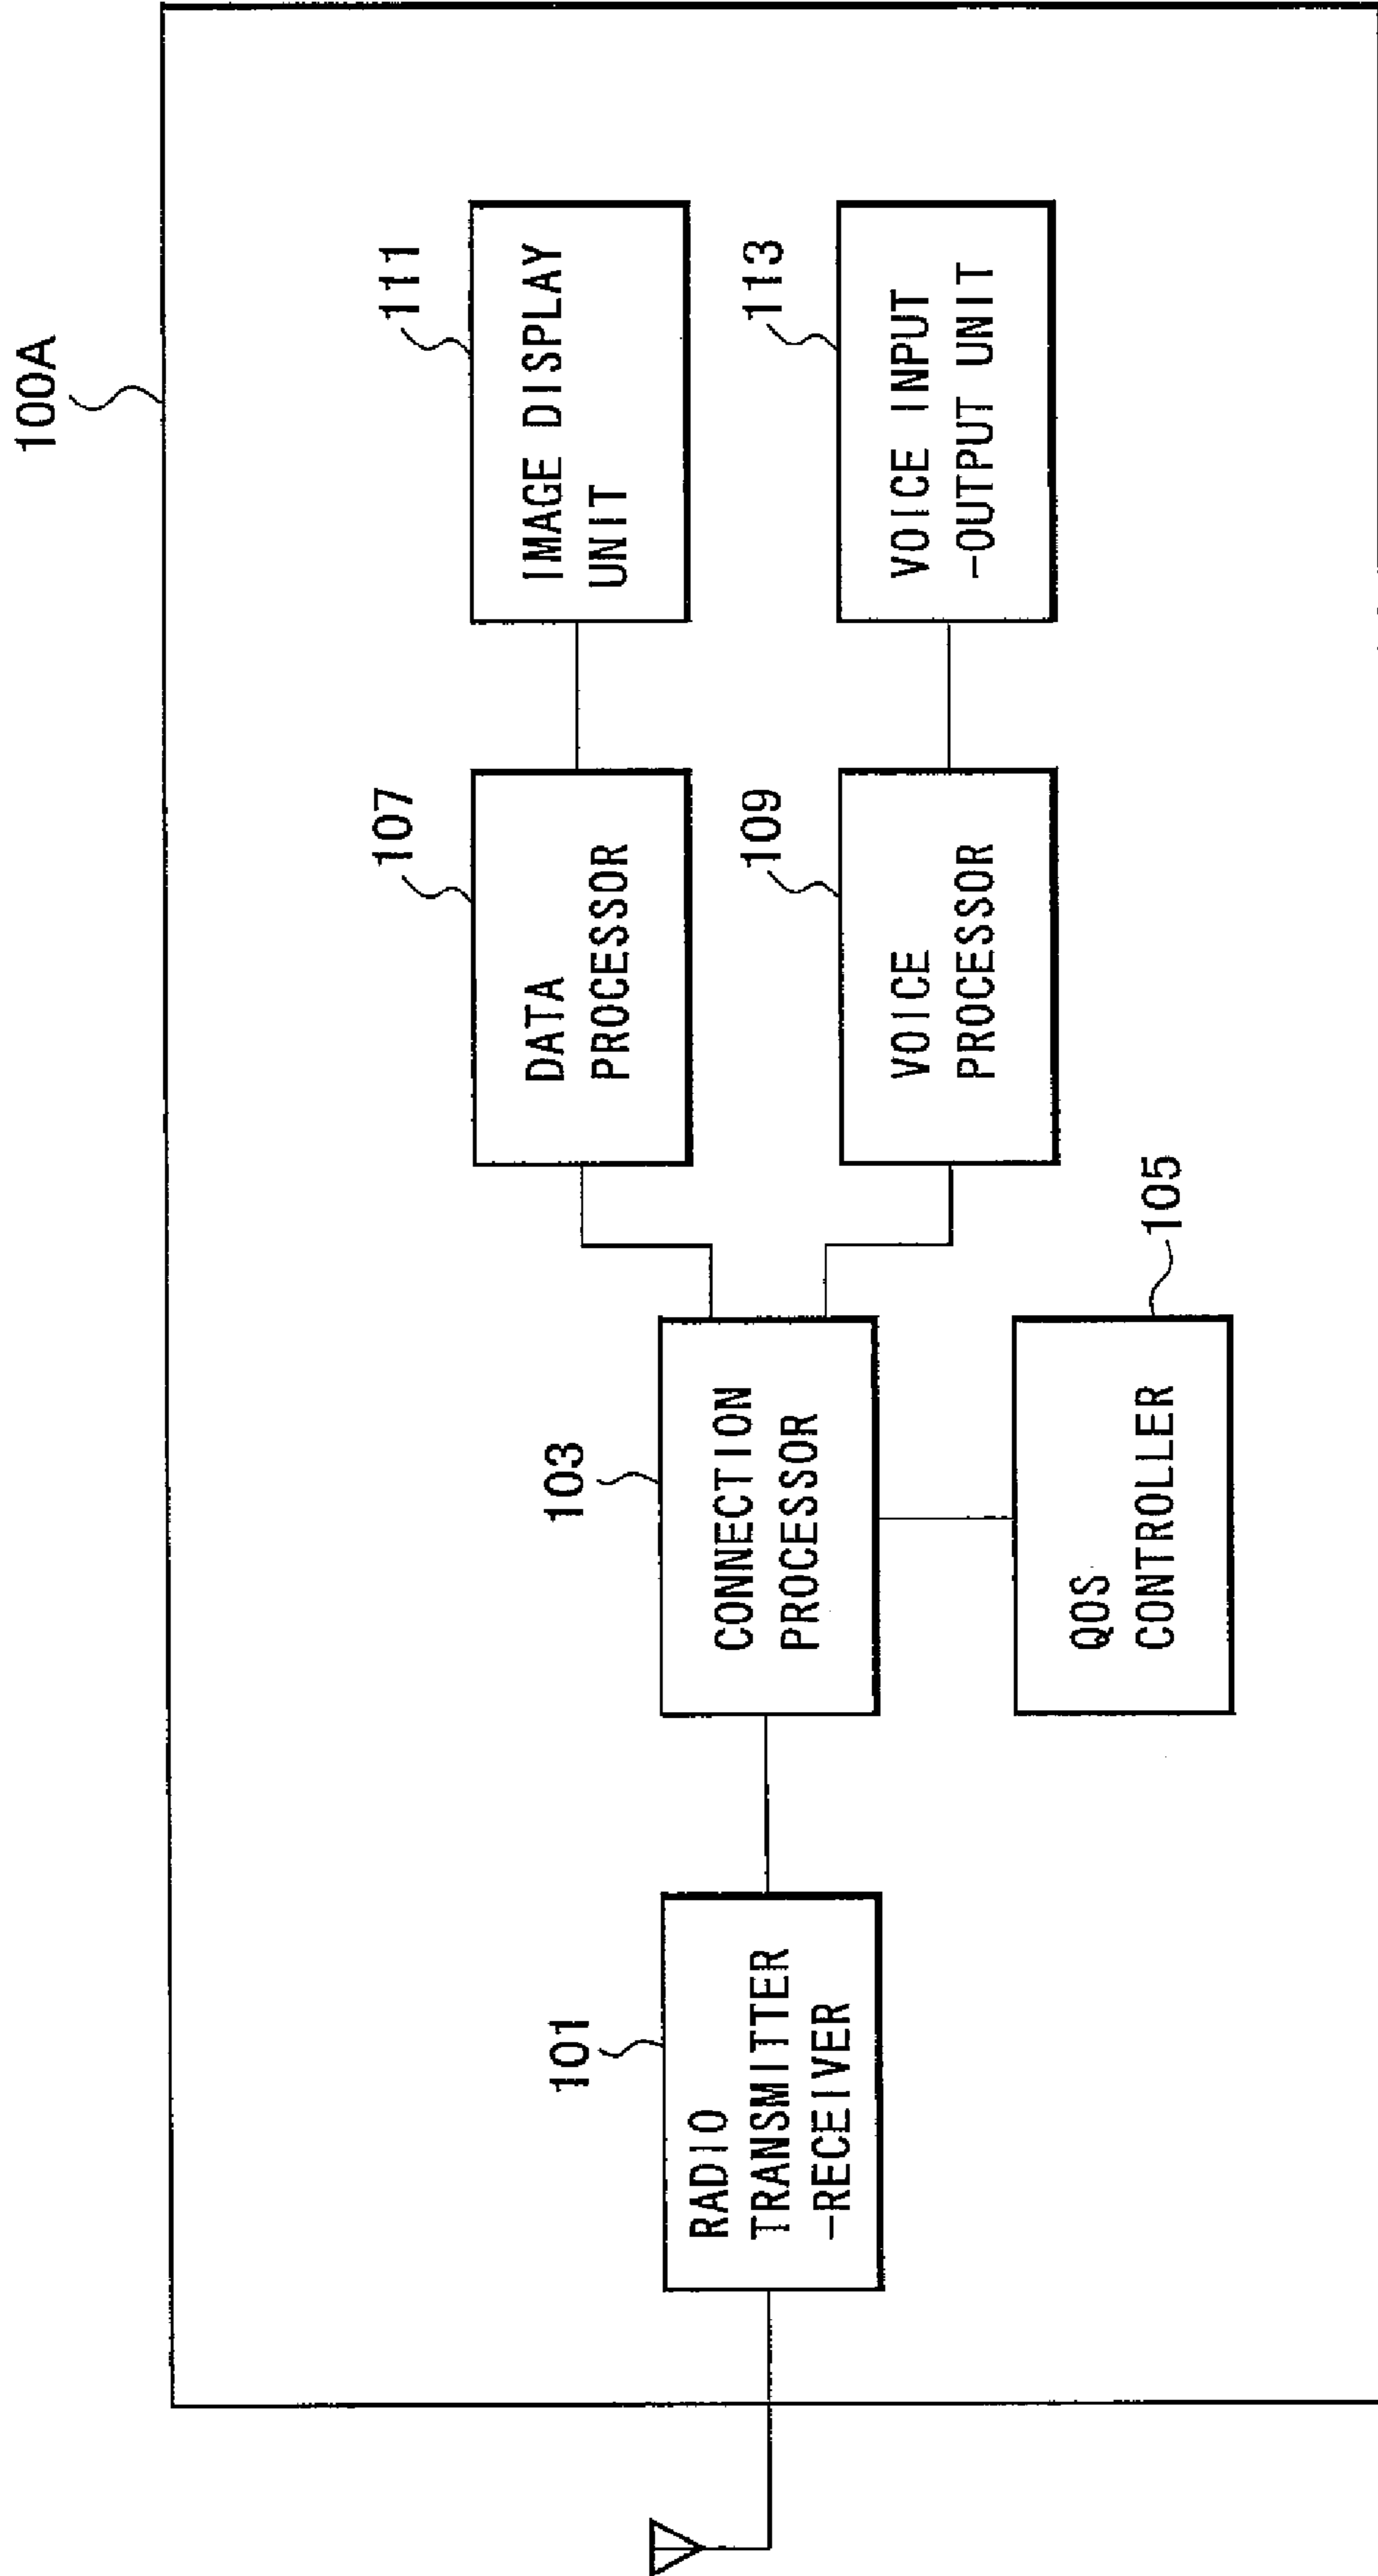 100A
101
RADIO
TRANSMITTER
-RECEIVER
103
CONNECTION
PROCESSOR
QOS
CONTROLLER
105
107
DATA
PROCESSOR
109
VOICE
PROCESSOR
111
IMAGE DISPLAY
UNIT
113
VOICE INPUT
-OUTPUT UNIT